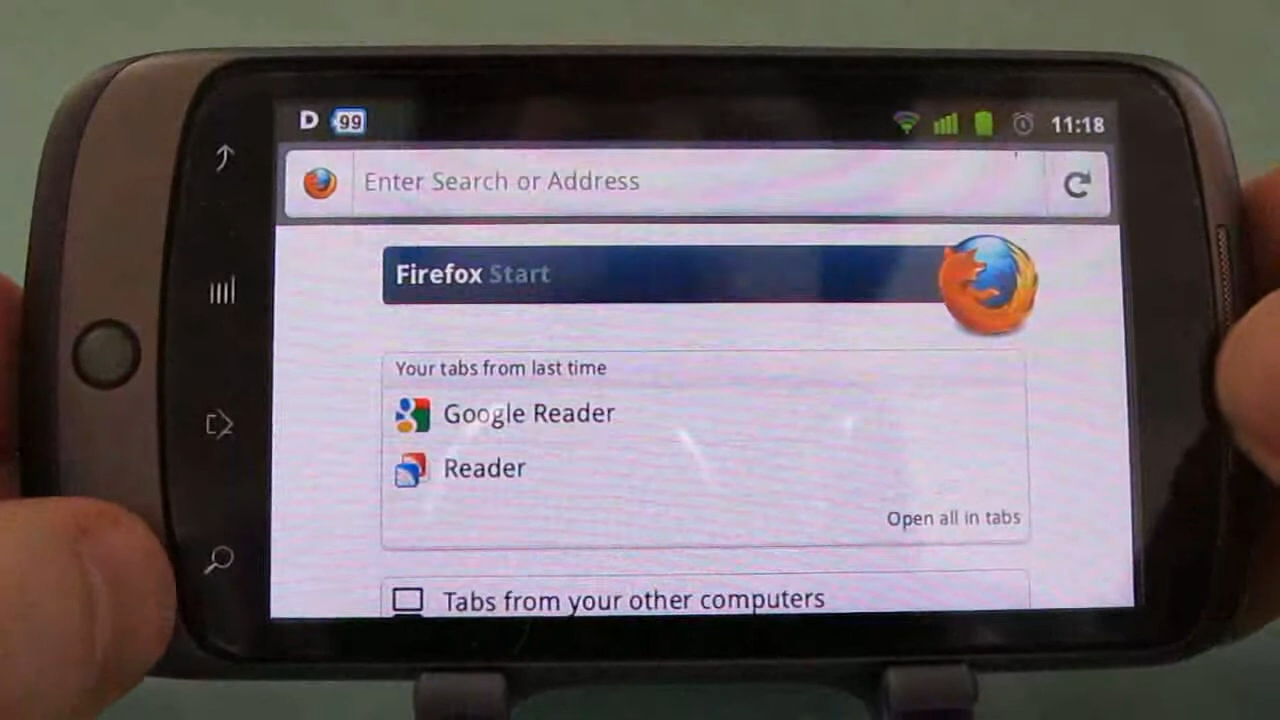 D 99 11:18
Enter Search or Address
Firefox Start
Your tabs from last time
Google Reader
Reader
Open all in tabs
Tabs from your other computers